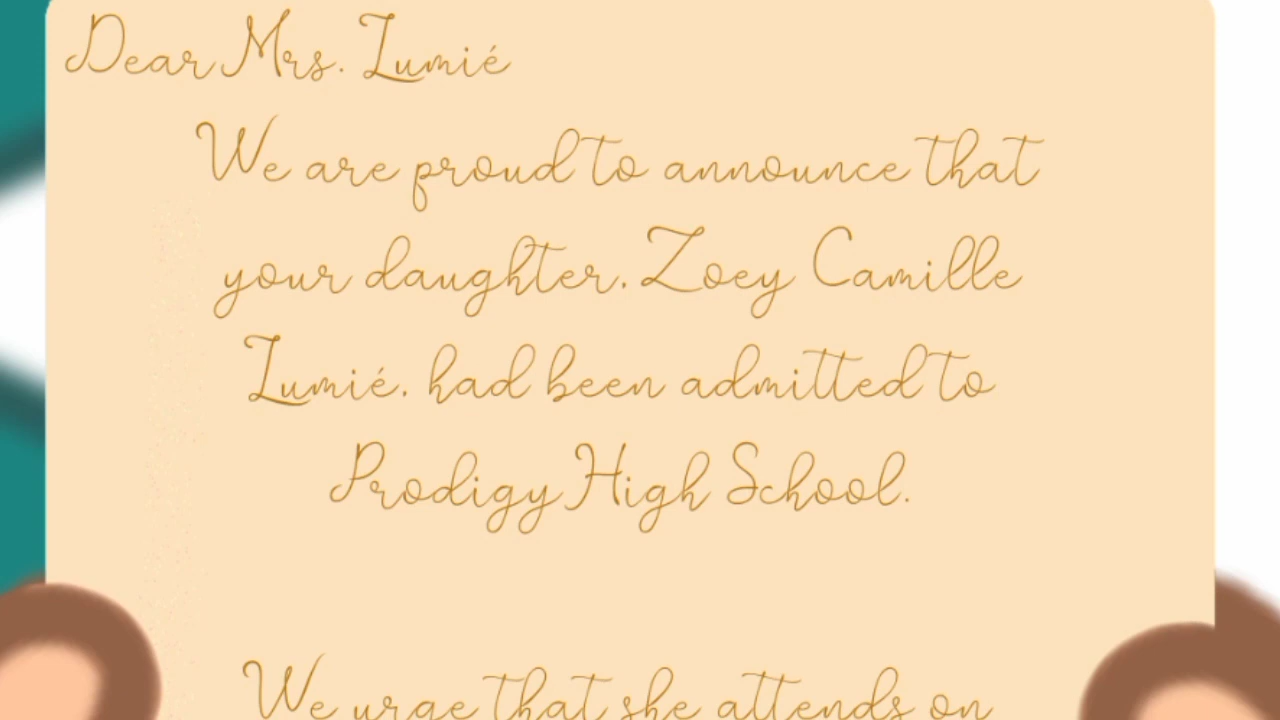 Dear Mrs. Lumié
We are proud to announce that
your daughter, Zoey Camille
Lumié, had been admitted to
Prodigy High School.
We urge that she attends on